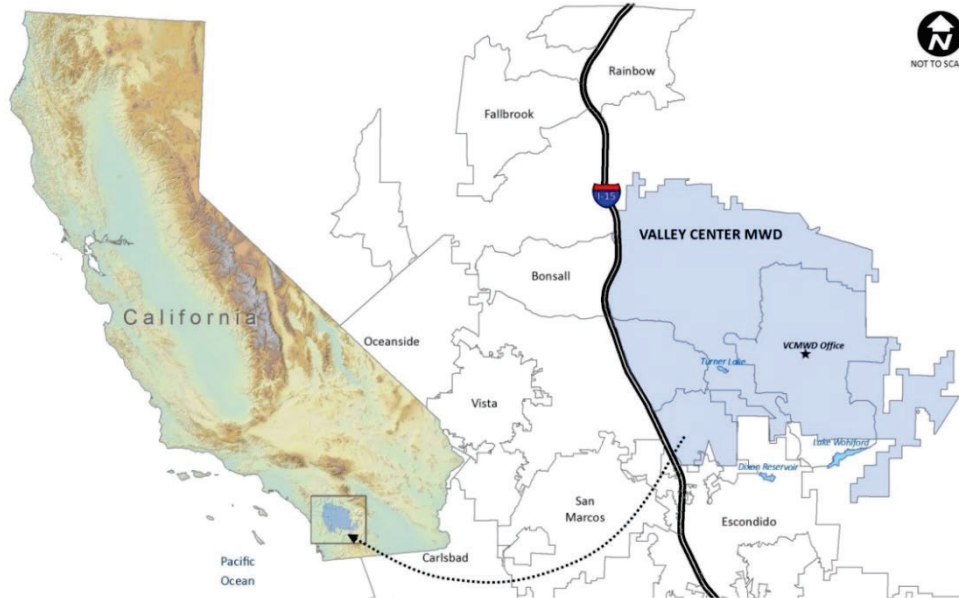 N
NOT TO SCA
Rainbow
Fallbrook
I-15
VALLEY CENTER MWD
Bonsall
California
Oceanside
VCMWD Office
Turner Lake
Vista
Lake Wohlford
Dixon Reservoir
San
Marcos
Escondido
Carlsbad
Pacific
Ocean